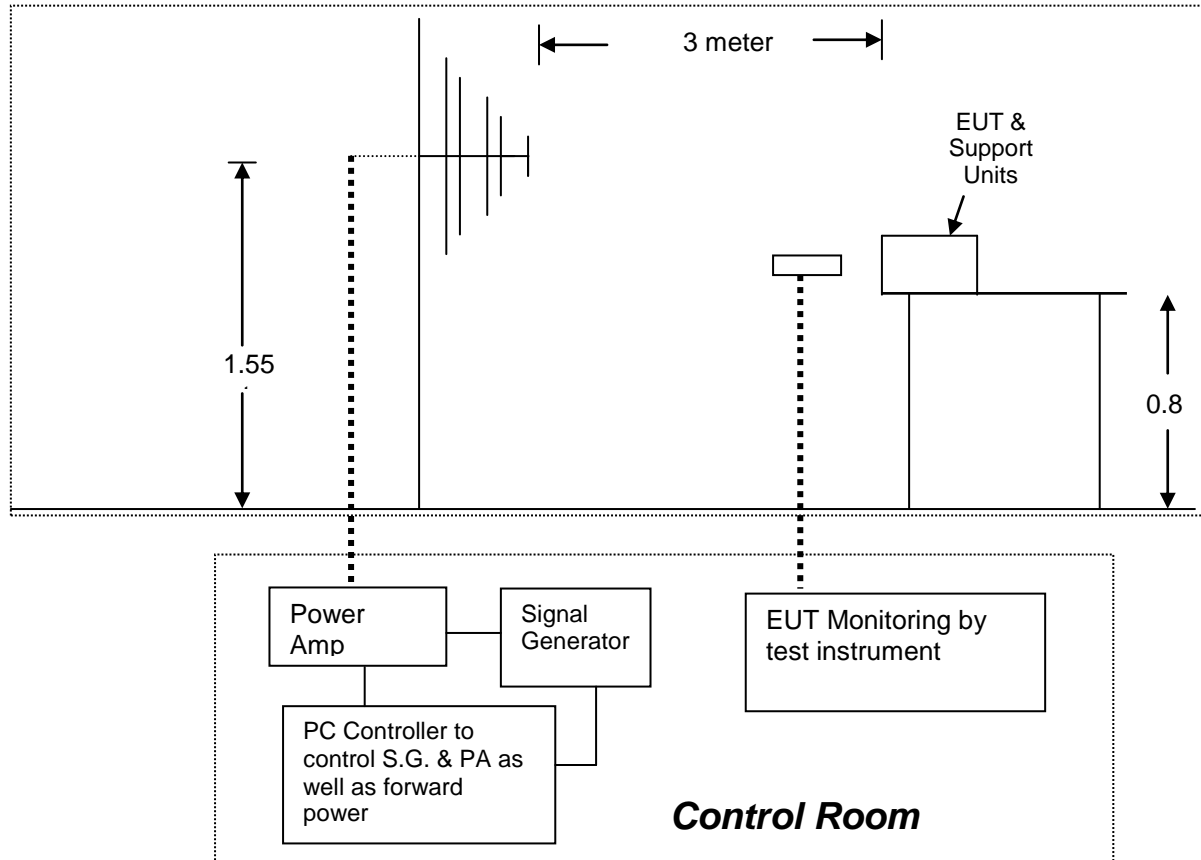 3 meter
EUT &
Support
Units
1.55
0.8
Power
Amp
Signal
Generator
EUT Monitoring by
test instrument
PC Controller to
control S.G. & PA as
well as forward
power
Control Room